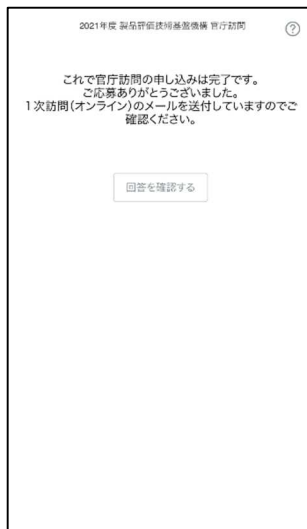 2021年度 製品評価技術基盤機構 官庁訪問
?
これで官庁訪問の申し込みは完了です。
ご応募ありがとうございました。
1次訪問(オンライン)のメールを送付していますのでご
確認ください。
回答を確認する